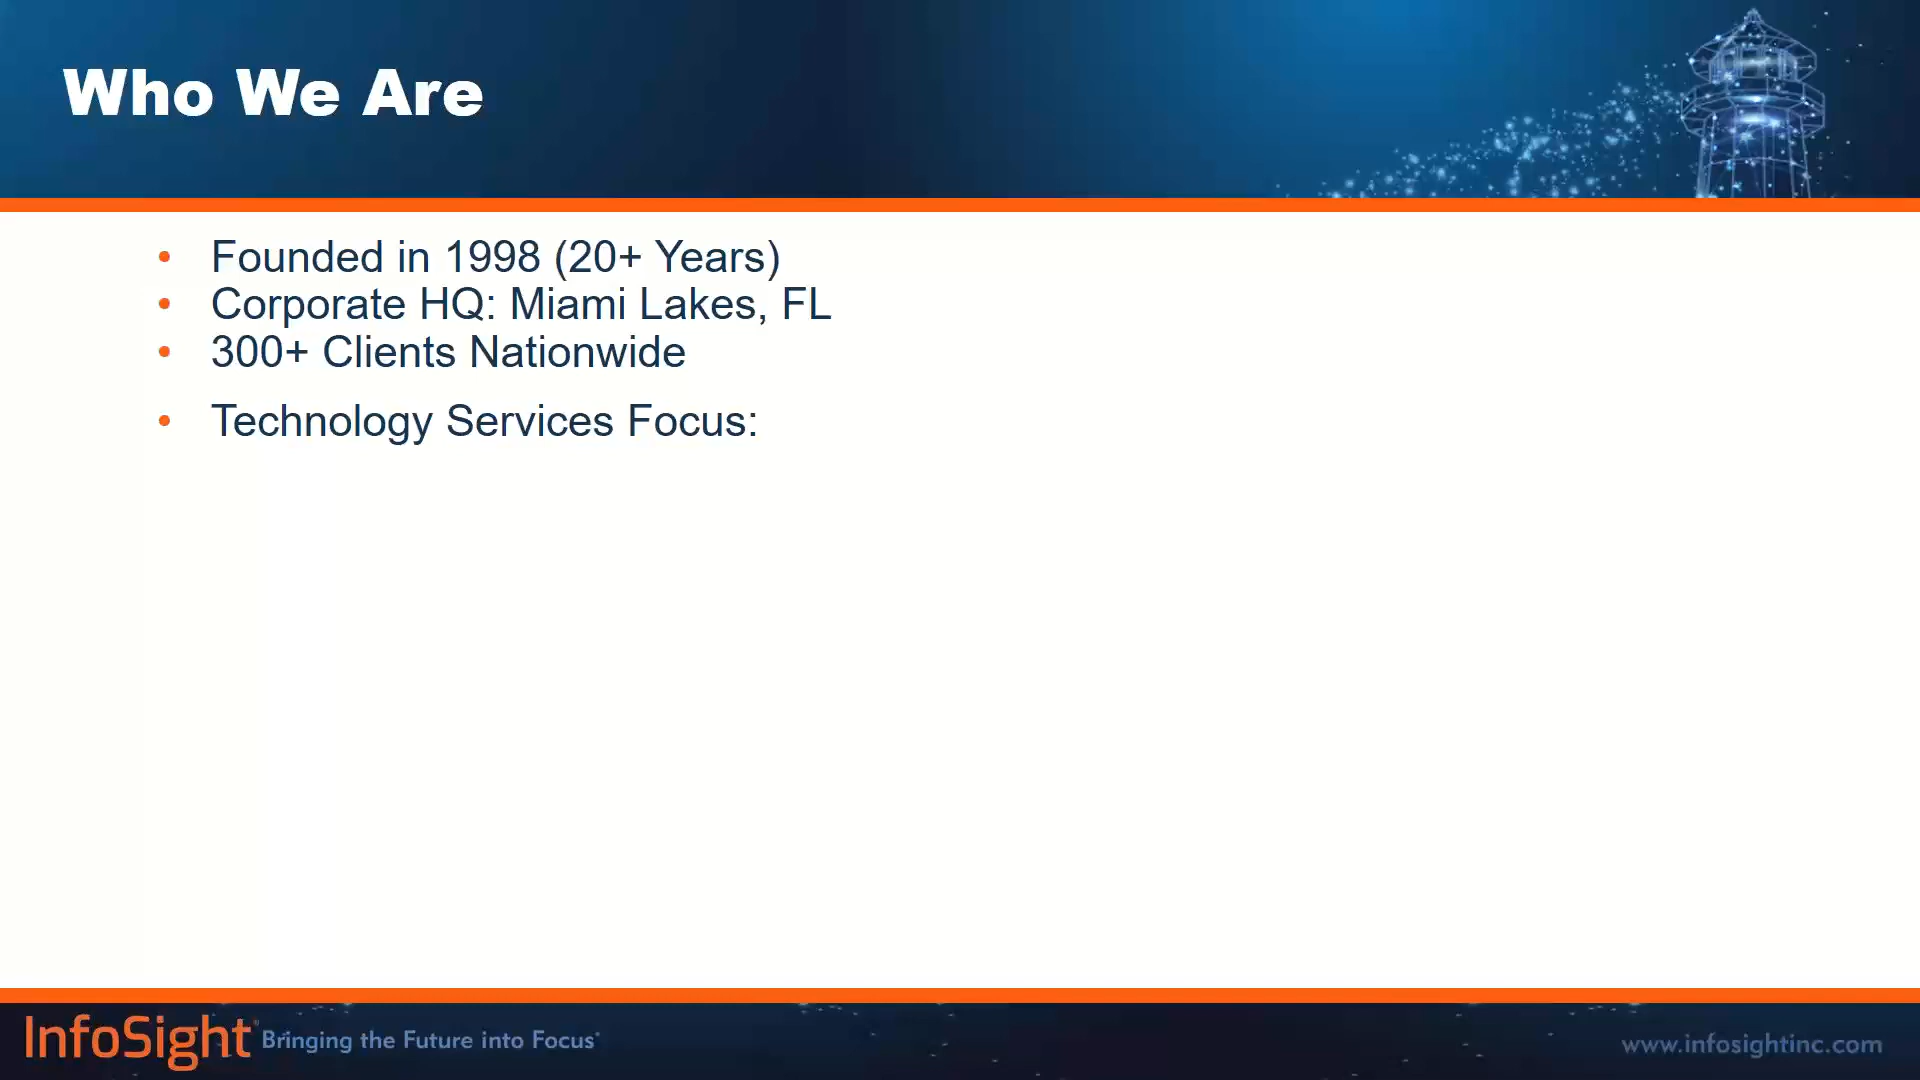 Who We Are
• Founded in 1998 (20+ Years)
• Corporate HQ: Miami Lakes, FL
• 300+ Clients Nationwide
• Technology Services Focus:
InfoSight® Bringing the Future into Focus®
www.infosightinc.com